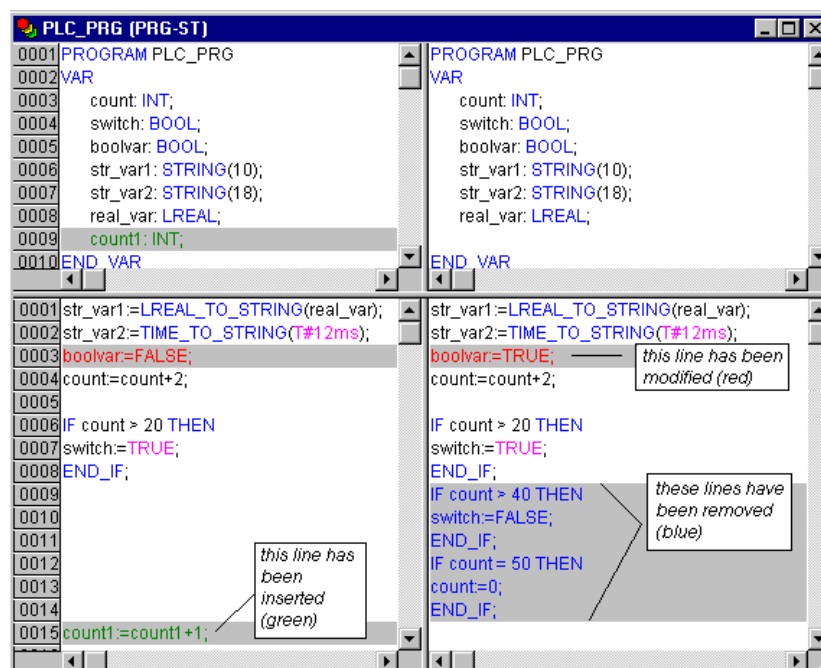 PLC_PRG (PRG-ST)
0001 PROGRAM PLC_PRG
0002 VAR
0003 count: INT;
0004 switch: BOOL;
0005 boolvar: BOOL;
0006 str_var1: STRING(10);
0007 str_var2: STRING(18);
0008 real_var: LREAL;
0009 count1: INT;
0010 END_VAR
PROGRAM PLC_PRG
VAR
count: INT;
switch: BOOL;
boolvar: BOOL;
str_var1: STRING(10);
str_var2: STRING(18);
real_var: LREAL;
END_VAR
0001 str_var1:=LREAL_TO_STRING(real_var);
0002 str_var2:=TIME_TO_STRING(T#12ms);
0003 boolvar:=FALSE;
0004 count:=count+2;
0005
0006 IF count > 20 THEN
0007 switch:=TRUE;
0008 END_IF;
0009
0010
0011
0012
0013
0014
0015 count1:=count1+1;
this line has
been
inserted
(green)
str_var1:=LREAL_TO_STRING(real_var);
str_var2:=TIME_TO_STRING(T#12ms);
boolvar:=TRUE;
count:=count+2;
IF count > 20 THEN
switch:=TRUE;
END_IF;
IF count > 40 THEN
switch:=FALSE;
END_IF;
IF count = 50 THEN
count:=0;
END_IF;
this line has been
modified (red)
these lines have
been removed
(blue)